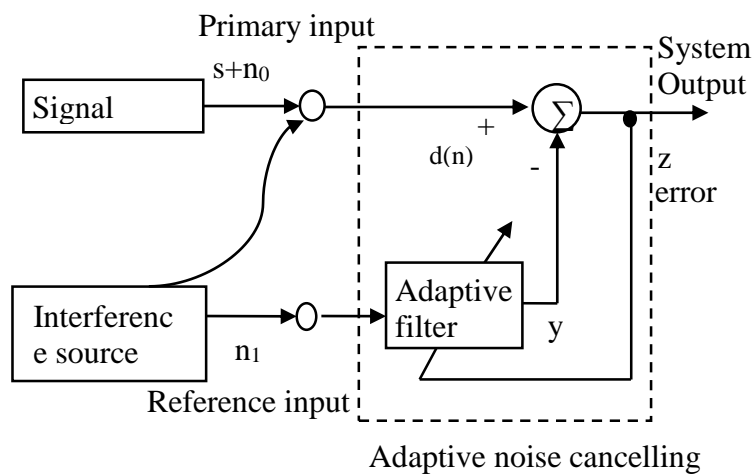 Primary input
System
Output
s+n₀
Signal
Σ
+
d(n)
-
z
error
Adaptive
filter
Interferenc
e source
n₁
y
Reference input
Adaptive noise cancelling